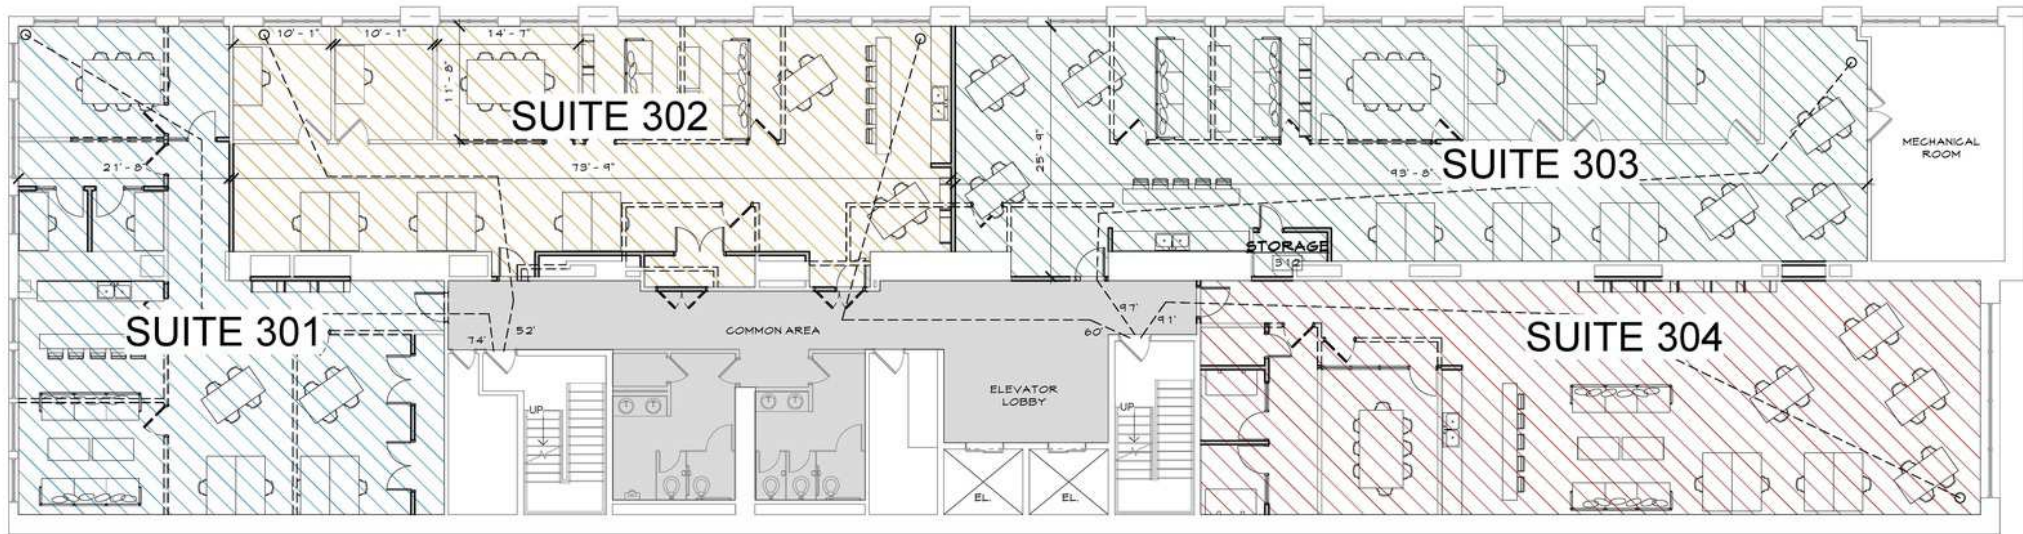 10' - 1"
10' - 1"
14' - 7"
11' - 8"
SUITE 302
25' - 9"
MECHANICAL
ROOM
21' - 8"
73' - 9"
SUITE 303
93' - 8"
STORAGE
312
SUITE 301
52'
74'
COMMON AREA
60'
97'
91'
SUITE 304
ELEVATOR
LOBBY
UP
UP
EL.
EL.